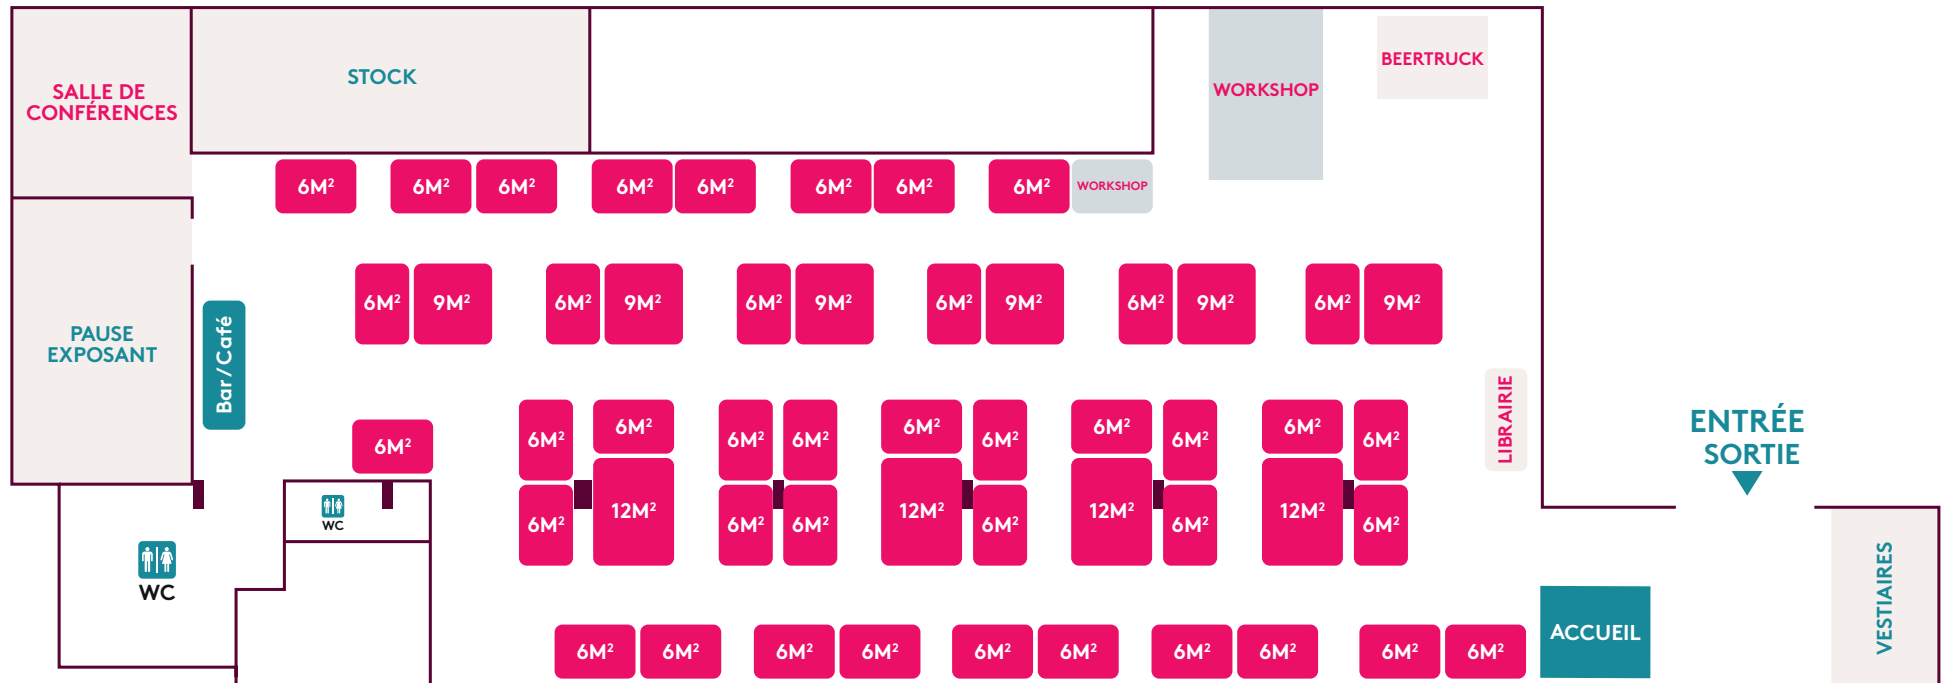 SALLE DE
CONFÉRENCES
STOCK
WORKSHOP
BEERTRUCK
6M² 6M² 6M² 6M² 6M² 6M² 6M² 6M² WORKSHOP
6M² 9M² 6M² 9M² 6M² 9M² 6M² 9M² 6M² 9M² 6M² 9M²
PAUSE
EXPOSANT
Bar/Café
LIBRAIRIE
ENTRÉE
SORTIE
6M²
6M² 6M² 6M² 6M² 6M² 6M² 6M² 6M² 6M² 6M²
6M² 12M² 6M² 6M² 12M² 6M² 12M² 6M² 12M² 6M²
WC
WC
6M² 6M² 6M² 6M² 6M² 6M² 6M² 6M² 6M² 6M²
ACCUEIL
VESTIAIRES